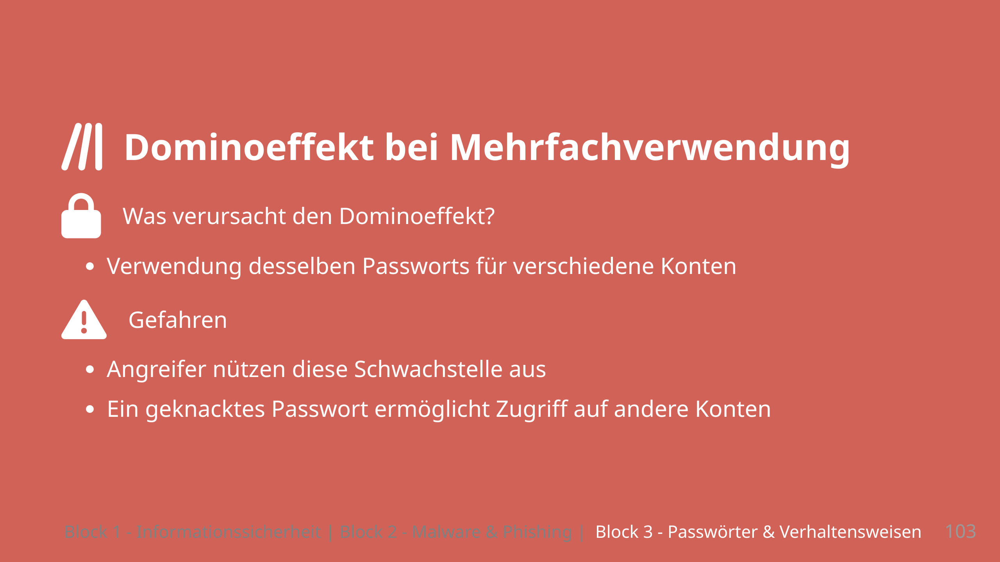 Dominoeffekt bei Mehrfachverwendung
Was verursacht den Dominoeffekt?
• Verwendung desselben Passworts für verschiedene Konten
Gefahren
• Angreifer nützen diese Schwachstelle aus
• Ein geknacktes Passwort ermöglicht Zugriff auf andere Konten
Block 1 - Informationssicherheit | Block 2 - Malware & Phishing | Block 3 - Passwörter & Verhaltensweisen 103